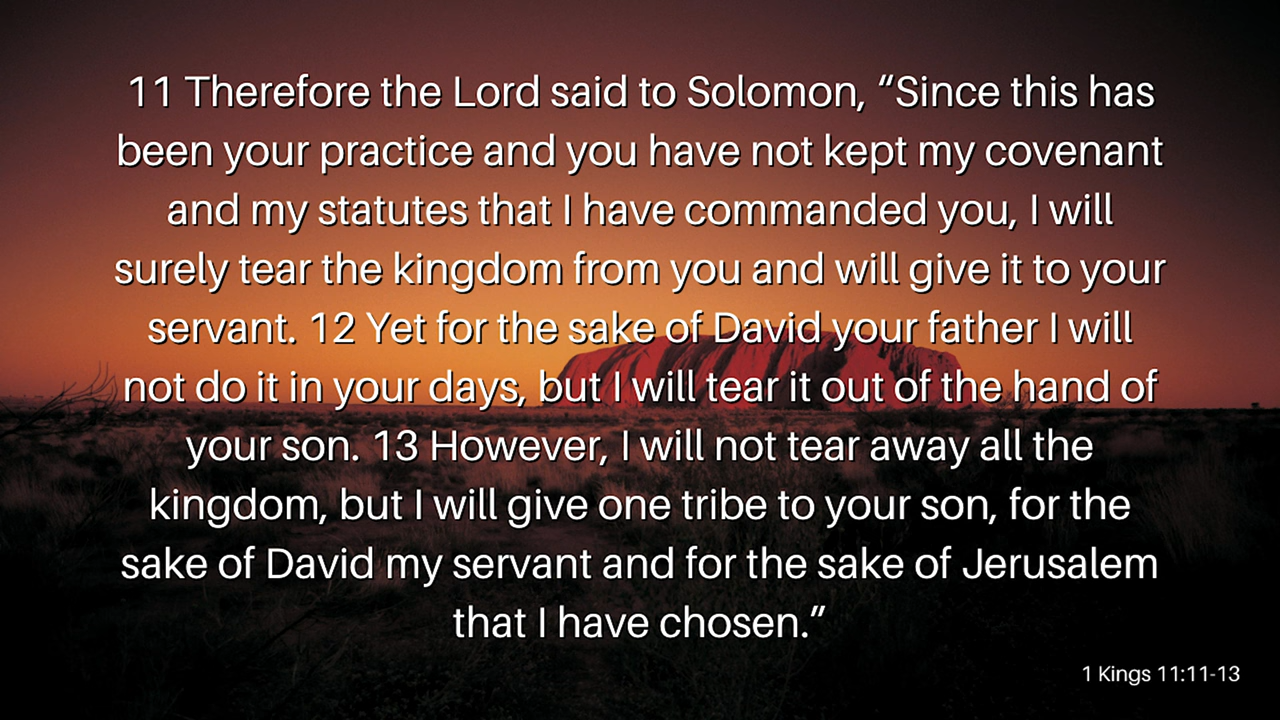 11 Therefore the Lord said to Solomon, “Since this has
been your practice and you have not kept my covenant
and my statutes that I have commanded you, I will
surely tear the kingdom from you and will give it to your
servant. 12 Yet for the sake of David your father I will
not do it in your days, but I will tear it out of the hand of
your son. 13 However, I will not tear away all the
kingdom, but I will give one tribe to your son, for the
sake of David my servant and for the sake of Jerusalem
that I have chosen.”
1 Kings 11:11-13